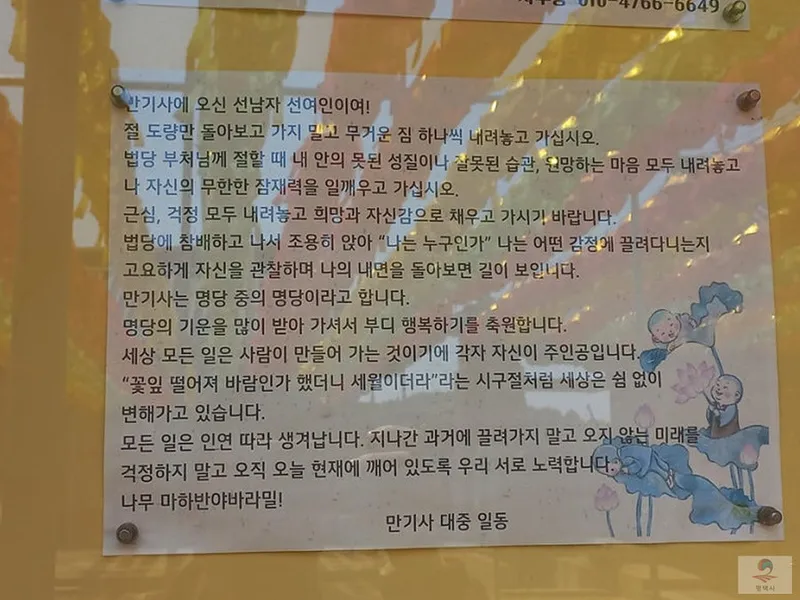 010-4766-6649
만기사에 오신 선남자 선여인이여!
절 도량만 돌아보고 가지 말고 무거운 짐 하나씩 내려놓고 가십시오.
법당 부처님께 절할 때 내 안의 못된 성질이나 잘못된 습관, 원망하는 마음 모두 내려놓고
나 자신의 무한한 잠재력을 일깨우고 가십시오.
근심, 걱정 모두 내려놓고 희망과 자신감으로 채우고 가시기 바랍니다.
법당에 참배하고 나서 조용히 앉아 “나는 누구인가” 나는 어떤 감정에 끌려다니는지
고요하게 자신을 관찰하며 나의 내면을 돌아보면 길이 보입니다.
만기사는 명당 중의 명당이라고 합니다.
명당의 기운을 많이 받아 가셔서 부디 행복하기를 축원합니다.
세상 모든 일은 사람이 만들어 가는 것이기에 각자 자신이 주인공입니다.
“꽃잎 떨어져 바람인가 했더니 세월이더라”라는 시구절처럼 세상은 쉼 없이
변해가고 있습니다.
모든 일은 인연 따라 생겨납니다. 지나간 과거에 끌려가지 말고 오지 않는 미래를
걱정하지 말고 오직 오늘 현재에 깨어 있도록 우리 서로 노력합니다.
나무 마하반야바라밀!
만기사 대중 일동
평택시